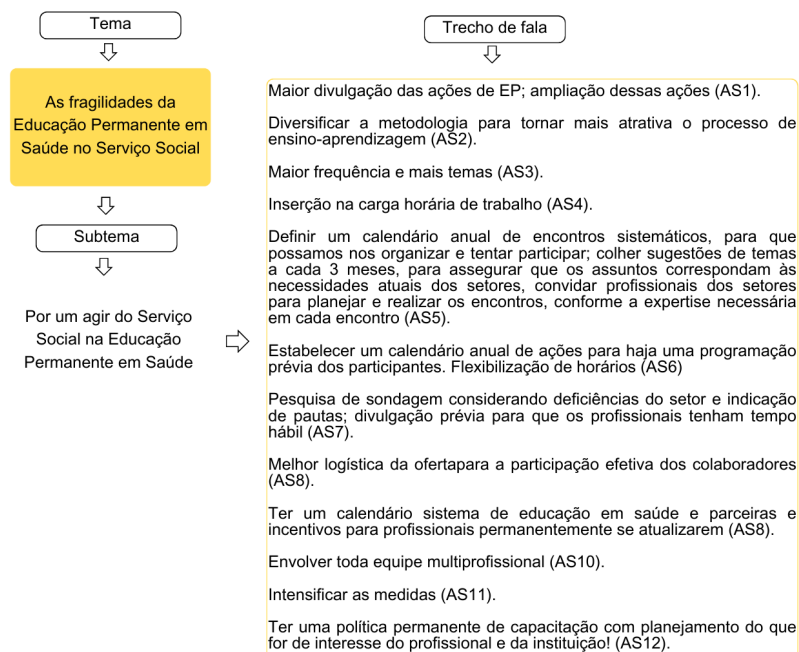 Tema
As fragilidades da
Educação Permanente em
Saúde no Serviço Social
Subtema
Por um agir do Serviço
Social na Educação
Permanente em Saúde
Trecho de fala
Maior divulgação das ações de EP; ampliação dessas ações (AS1).
Diversificar a metodologia para tornar mais atrativa o processo de
ensino-aprendizagem (AS2).
Maior frequência e mais temas (AS3).
Inserção na carga horária de trabalho (AS4).
Definir um calendário anual de encontros sistemáticos, para que
possamos nos organizar e tentar participar; colher sugestões de temas
a cada 3 meses, para assegurar que os assuntos correspondam às
necessidades atuais dos setores, convidar profissionais dos setores
para planejar e realizar os encontros, conforme a expertise necessária
em cada encontro (AS5).
Estabelecer um calendário anual de ações para haja uma programação
prévia dos participantes. Flexibilização de horários (AS6)
Pesquisa de sondagem considerando deficiências do setor e indicação
de pautas; divulgação prévia para que os profissionais tenham tempo
hábil (AS7).
Melhor logística da ofertapara a participação efetiva dos colaboradores
(AS8).
Ter um calendário sistema de educação em saúde e parceiras e
incentivos para profissionais permanentemente se atualizarem (AS8).
Envolver toda equipe multiprofissional (AS10).
Intensificar as medidas (AS11).
Ter uma política permanente de capacitação com planejamento do que
for de interesse do profissional e da instituição! (AS12).